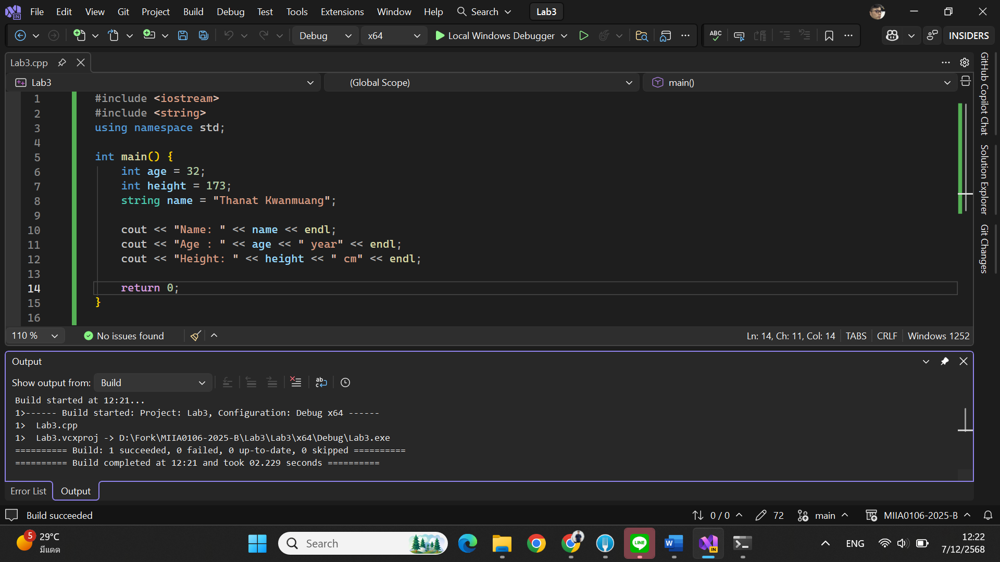 File Edit View Git Project Build Debug Test Tools Extensions Window Help Search Lab3
Debug x64 Local Windows Debugger ABC INSIDERS
Lab3.cpp
Lab3 (Global Scope) main()
1 #include <iostream>
2 #include <string>
3 using namespace std;
4
5 int main() {
6 int age = 32;
7 int height = 173;
8 string name = "Thanat Kwanmuang";
9
10 cout << "Name: " << name << endl;
11 cout << "Age : " << age << " year" << endl;
12 cout << "Height: " << height << " cm" << endl;
13
14 return 0;
15 }
16
110 % No issues found Ln: 14, Ch: 11, Col: 14 TABS CRLF Windows 1252
GitHub Copilot Chat
Solution Explorer
Git Changes
Output
Show output from: Build
Build started at 12:21...
1>------ Build started: Project: Lab3, Configuration: Debug x64 ------
1>  Lab3.cpp
1>  Lab3.vcxproj -> D:\Fork\MIIA0106-2025-B\Lab3\Lab3\x64\Debug\Lab3.exe
========== Build: 1 succeeded, 0 failed, 0 up-to-date, 0 skipped ==========
========== Build completed at 12:21 and took 02.229 seconds ==========
Error List Output
Build succeeded 0 / 0 72 main MIIA0106-2025-B
5 29°C Search LINE W IN ENG 12:22
มีแดด 7/12/2568